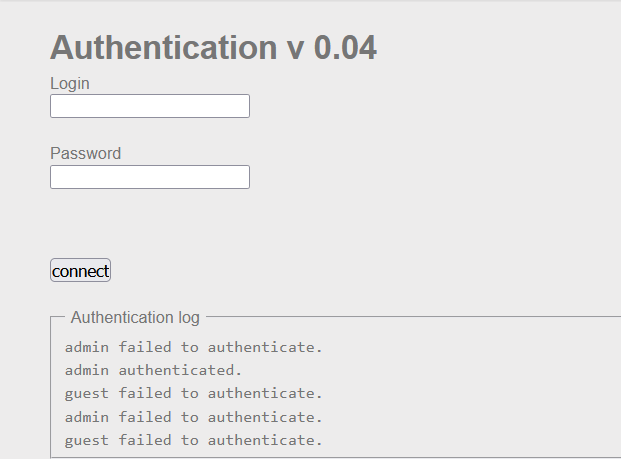 Authentication v 0.04
Login
Password
connect
Authentication log
admin failed to authenticate.
admin authenticated.
guest failed to authenticate.
admin failed to authenticate.
guest failed to authenticate.